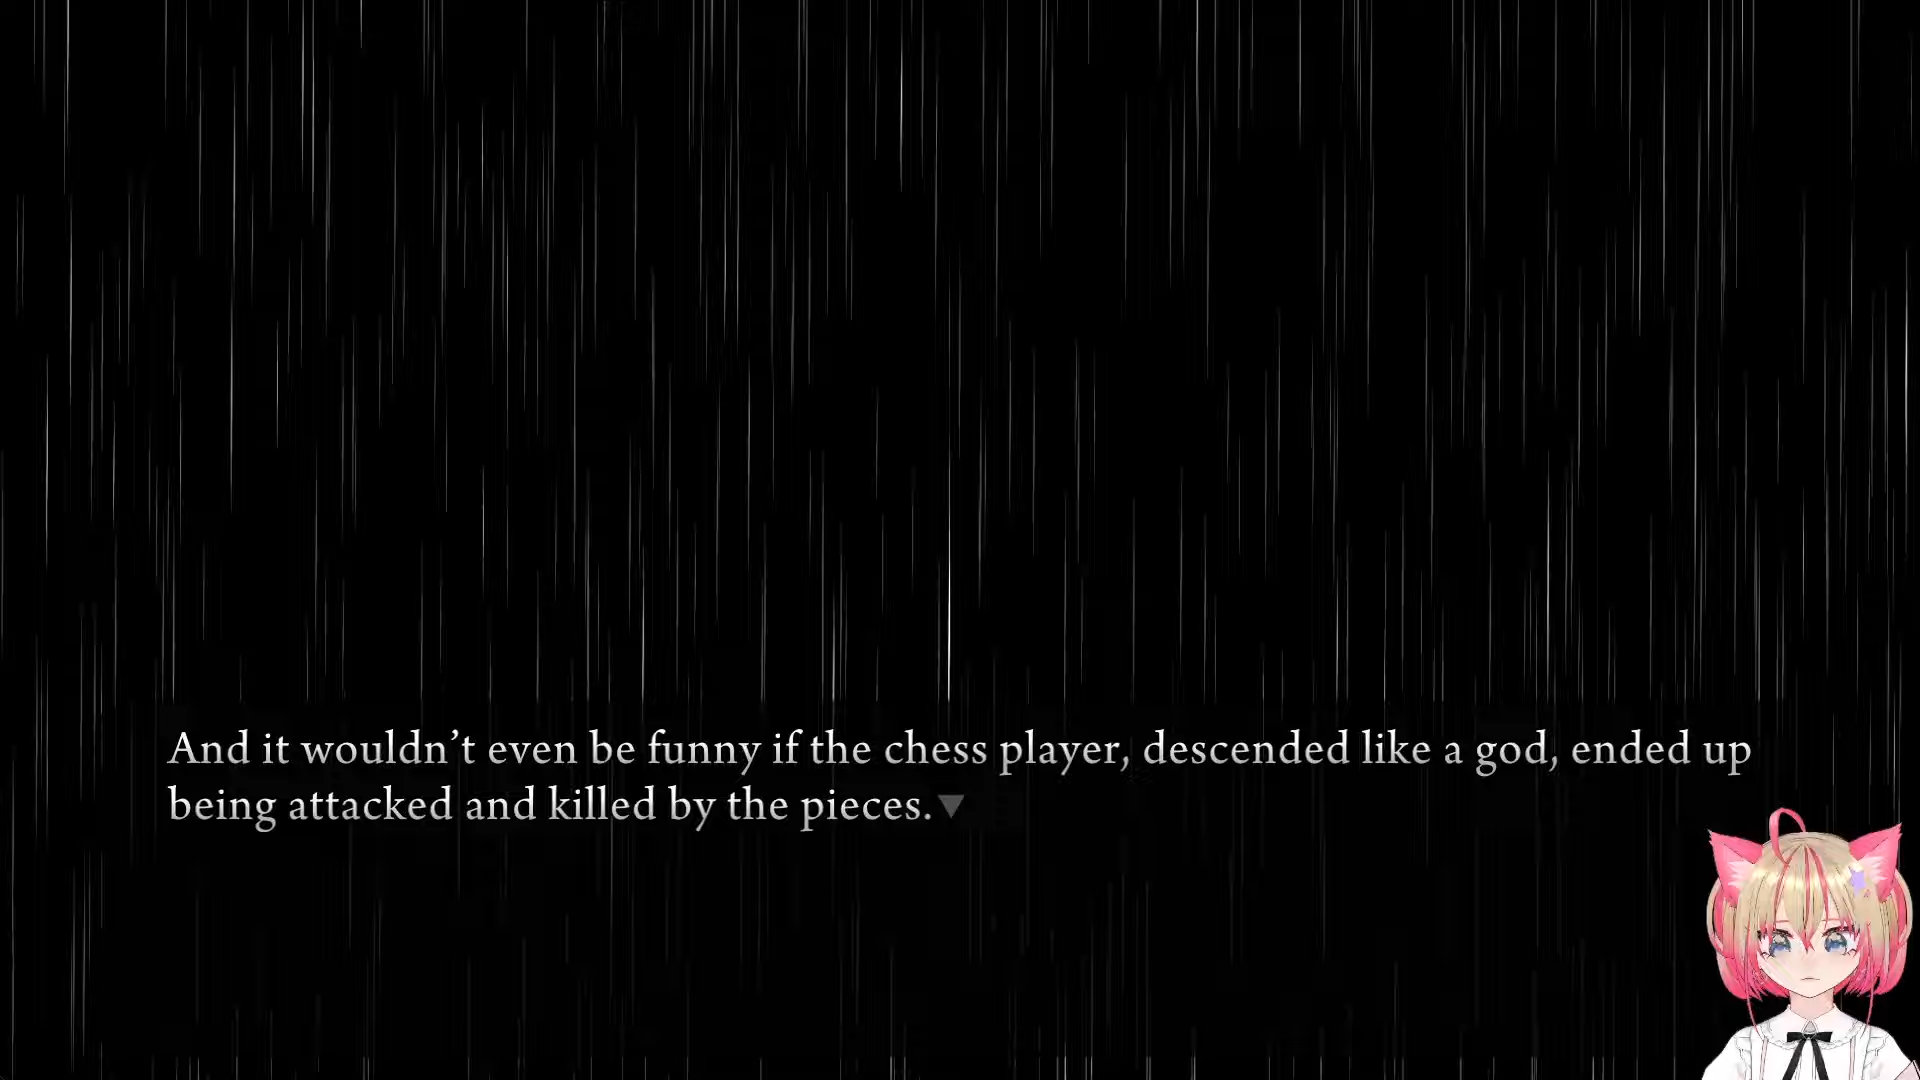 And it wouldn’t even be funny if the chess player, descended like a god, ended up
being attacked and killed by the pieces.